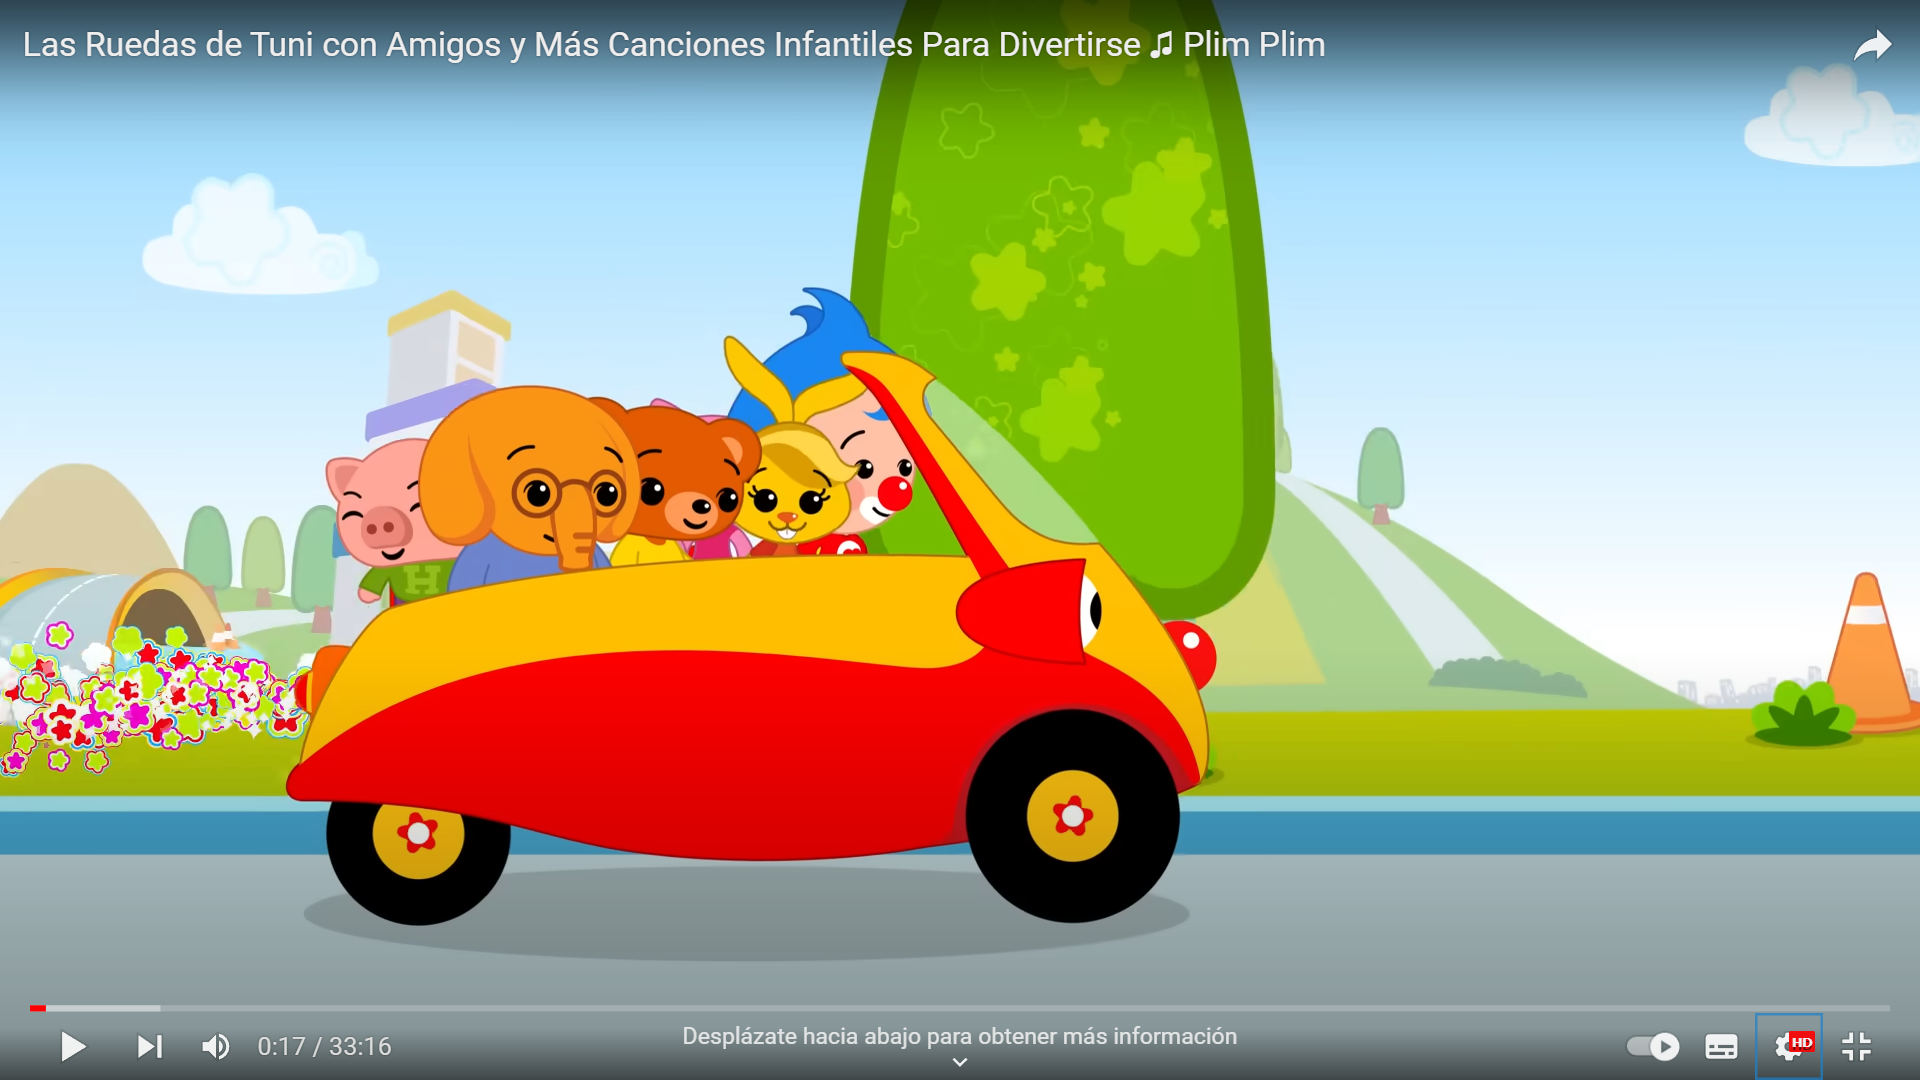 Las Ruedas de Tuni con Amigos y Más Canciones Infantiles Para Divertirse ♫ Plim Plim
H
0:17 / 33:16
Desplázate hacia abajo para obtener más información
HD